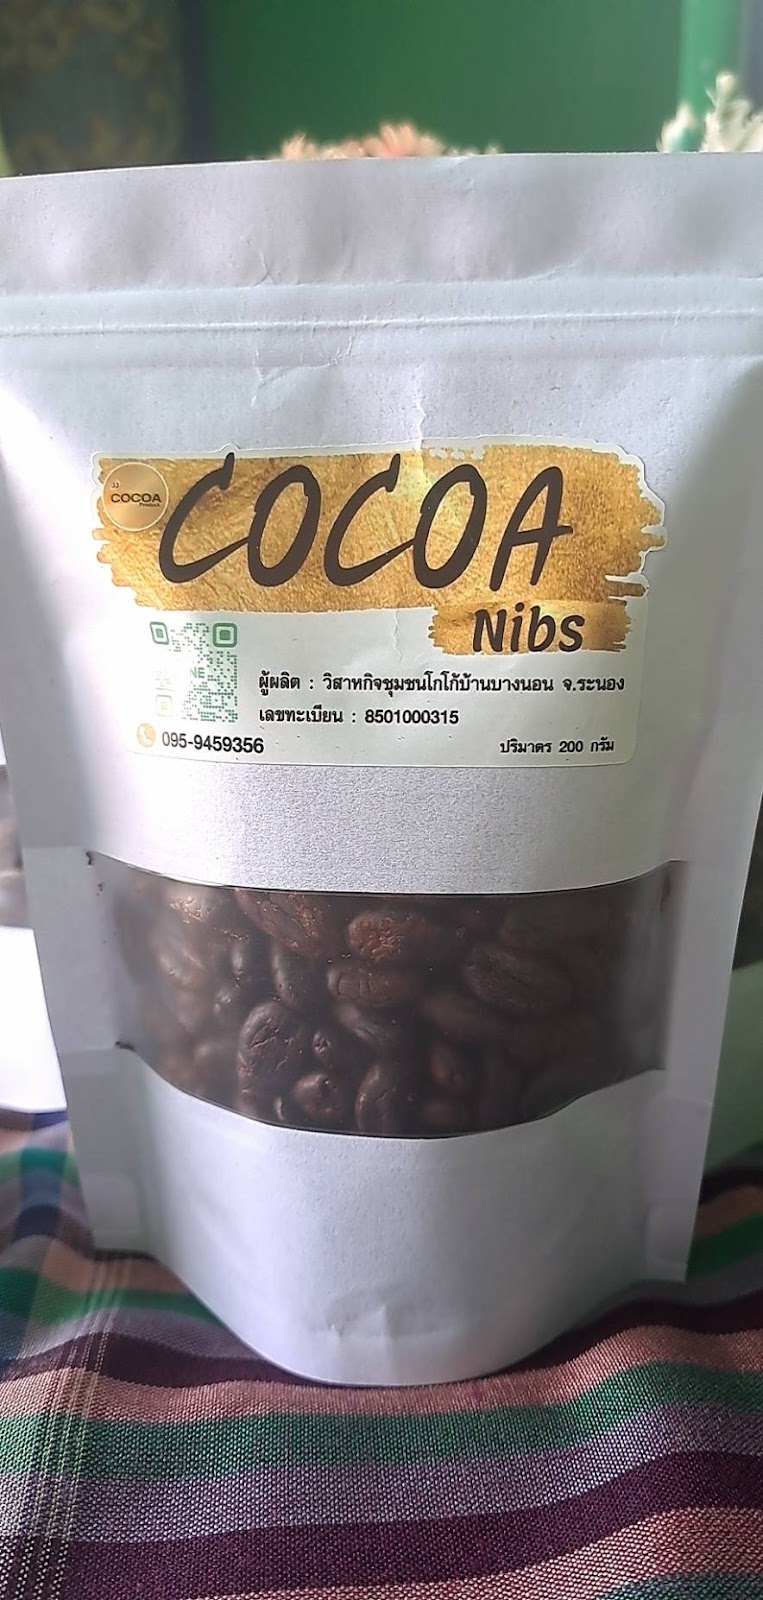 JJ
COCOA
Product
COCOA
Nibs
ผู้ผลิต : วิสาหกิจชุมชนโกโก้บ้านบางนอน จ.ระนอง
เลขทะเบียน : 8501000315
095-9459356
ปริมาตร 200 กรัม